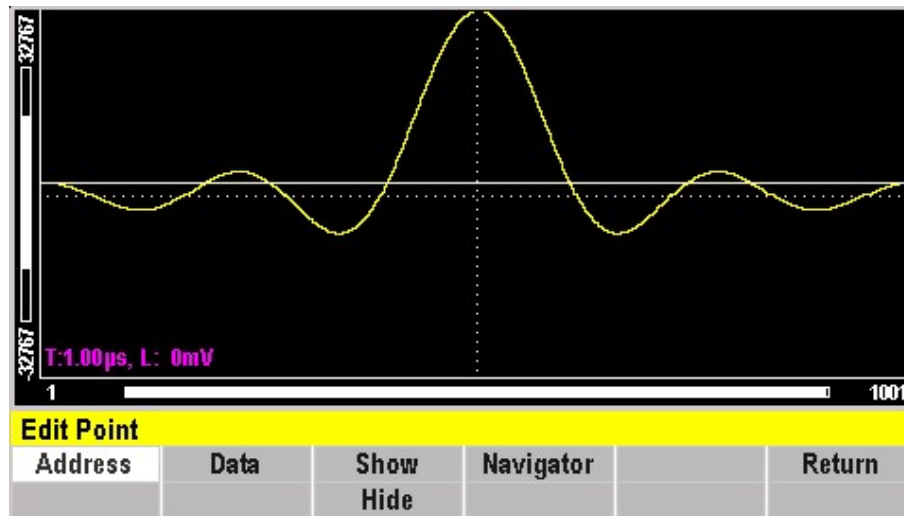 32767
-32767
T:1.00µs, L: 0mV
1 1001
Edit Point
Address Data Show Navigator Return
Hide